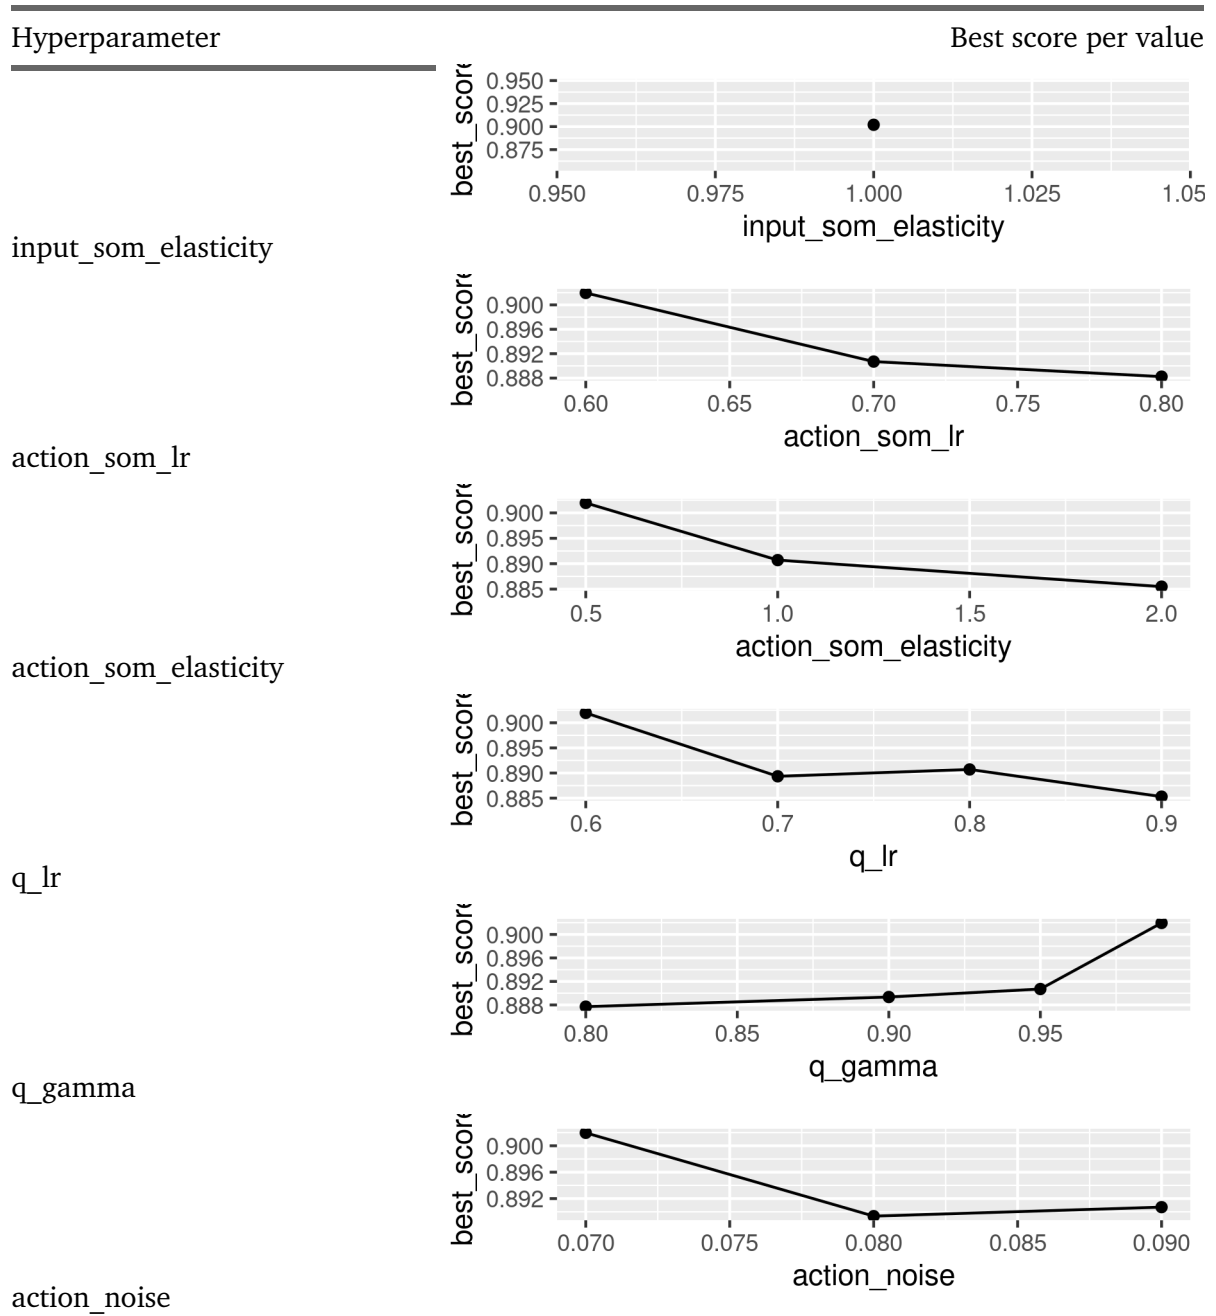 Hyperparameter Best score per value
best_score
0.950
0.925
0.900
0.875
0.950 0.975 1.000 1.025 1.05
input_som_elasticity
input_som_elasticity
best_score
0.900
0.896
0.892
0.888
0.60 0.65 0.70 0.75 0.80
action_som_lr
action_som_lr
best_score
0.900
0.895
0.890
0.885
0.5 1.0 1.5 2.0
action_som_elasticity
action_som_elasticity
best_score
0.900
0.895
0.890
0.885
0.6 0.7 0.8 0.9
q_lr
q_lr
best_score
0.900
0.896
0.892
0.888
0.80 0.85 0.90 0.95
q_gamma
q_gamma
best_score
0.900
0.896
0.892
0.070 0.075 0.080 0.085 0.090
action_noise
action_noise